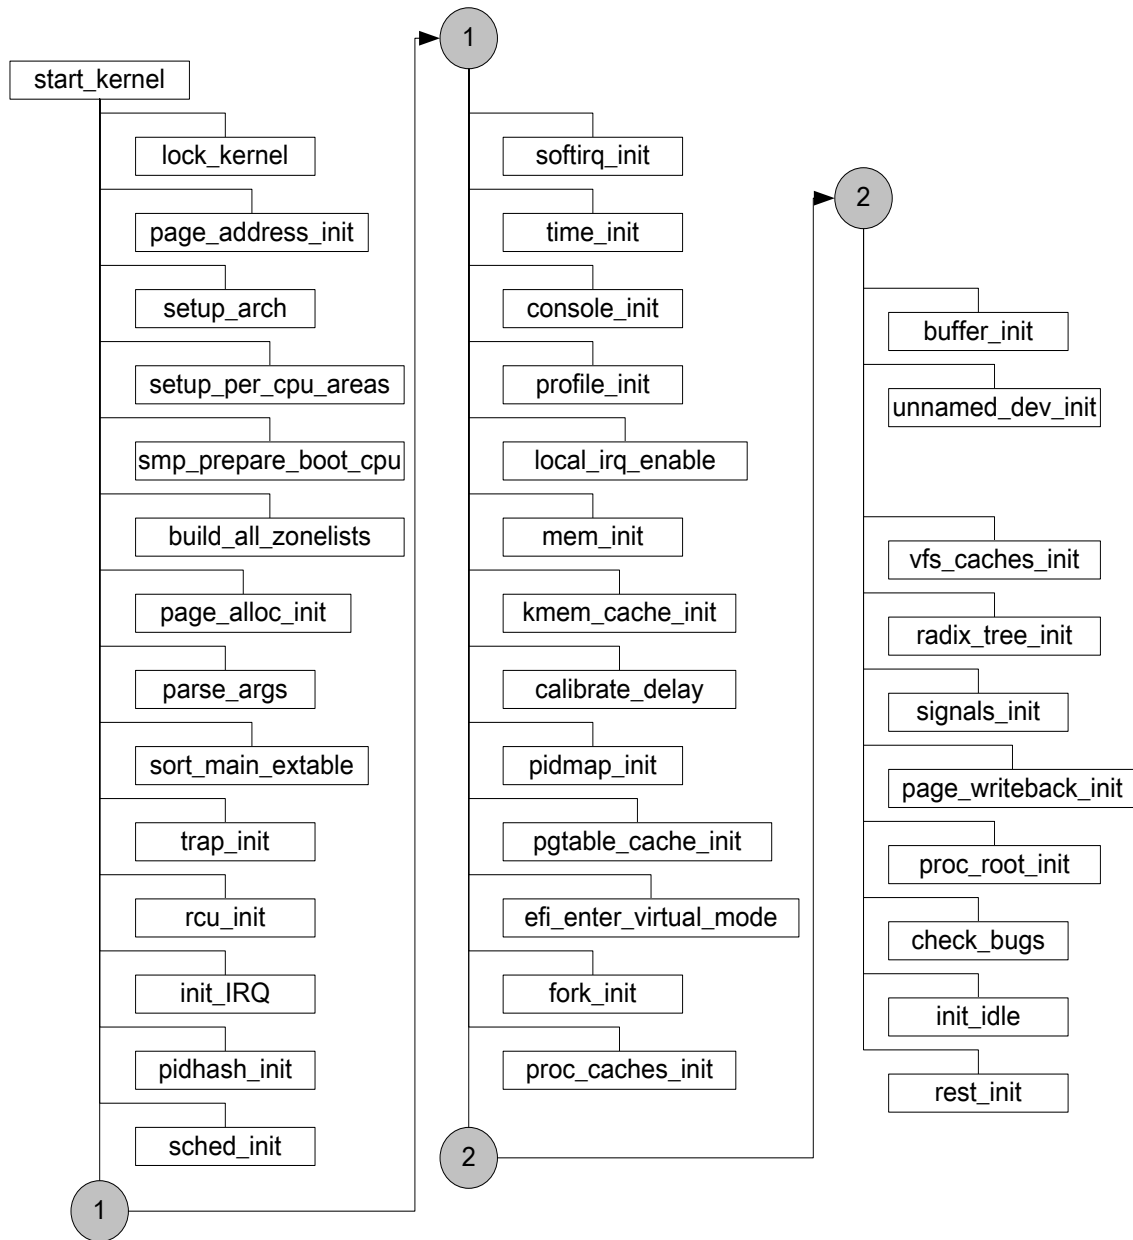 start_kernel
lock_kernel
page_address_init
setup_arch
setup_per_cpu_areas
smp_prepare_boot_cpu
build_all_zonelists
page_alloc_init
parse_args
sort_main_extable
trap_init
rcu_init
init_IRQ
pidhash_init
sched_init
1
1
softirq_init
time_init
console_init
profile_init
local_irq_enable
mem_init
kmem_cache_init
calibrate_delay
pidmap_init
pgtable_cache_init
efi_enter_virtual_mode
fork_init
proc_caches_init
2
2
buffer_init
unnamed_dev_init
vfs_caches_init
radix_tree_init
signals_init
page_writeback_init
proc_root_init
check_bugs
init_idle
rest_init